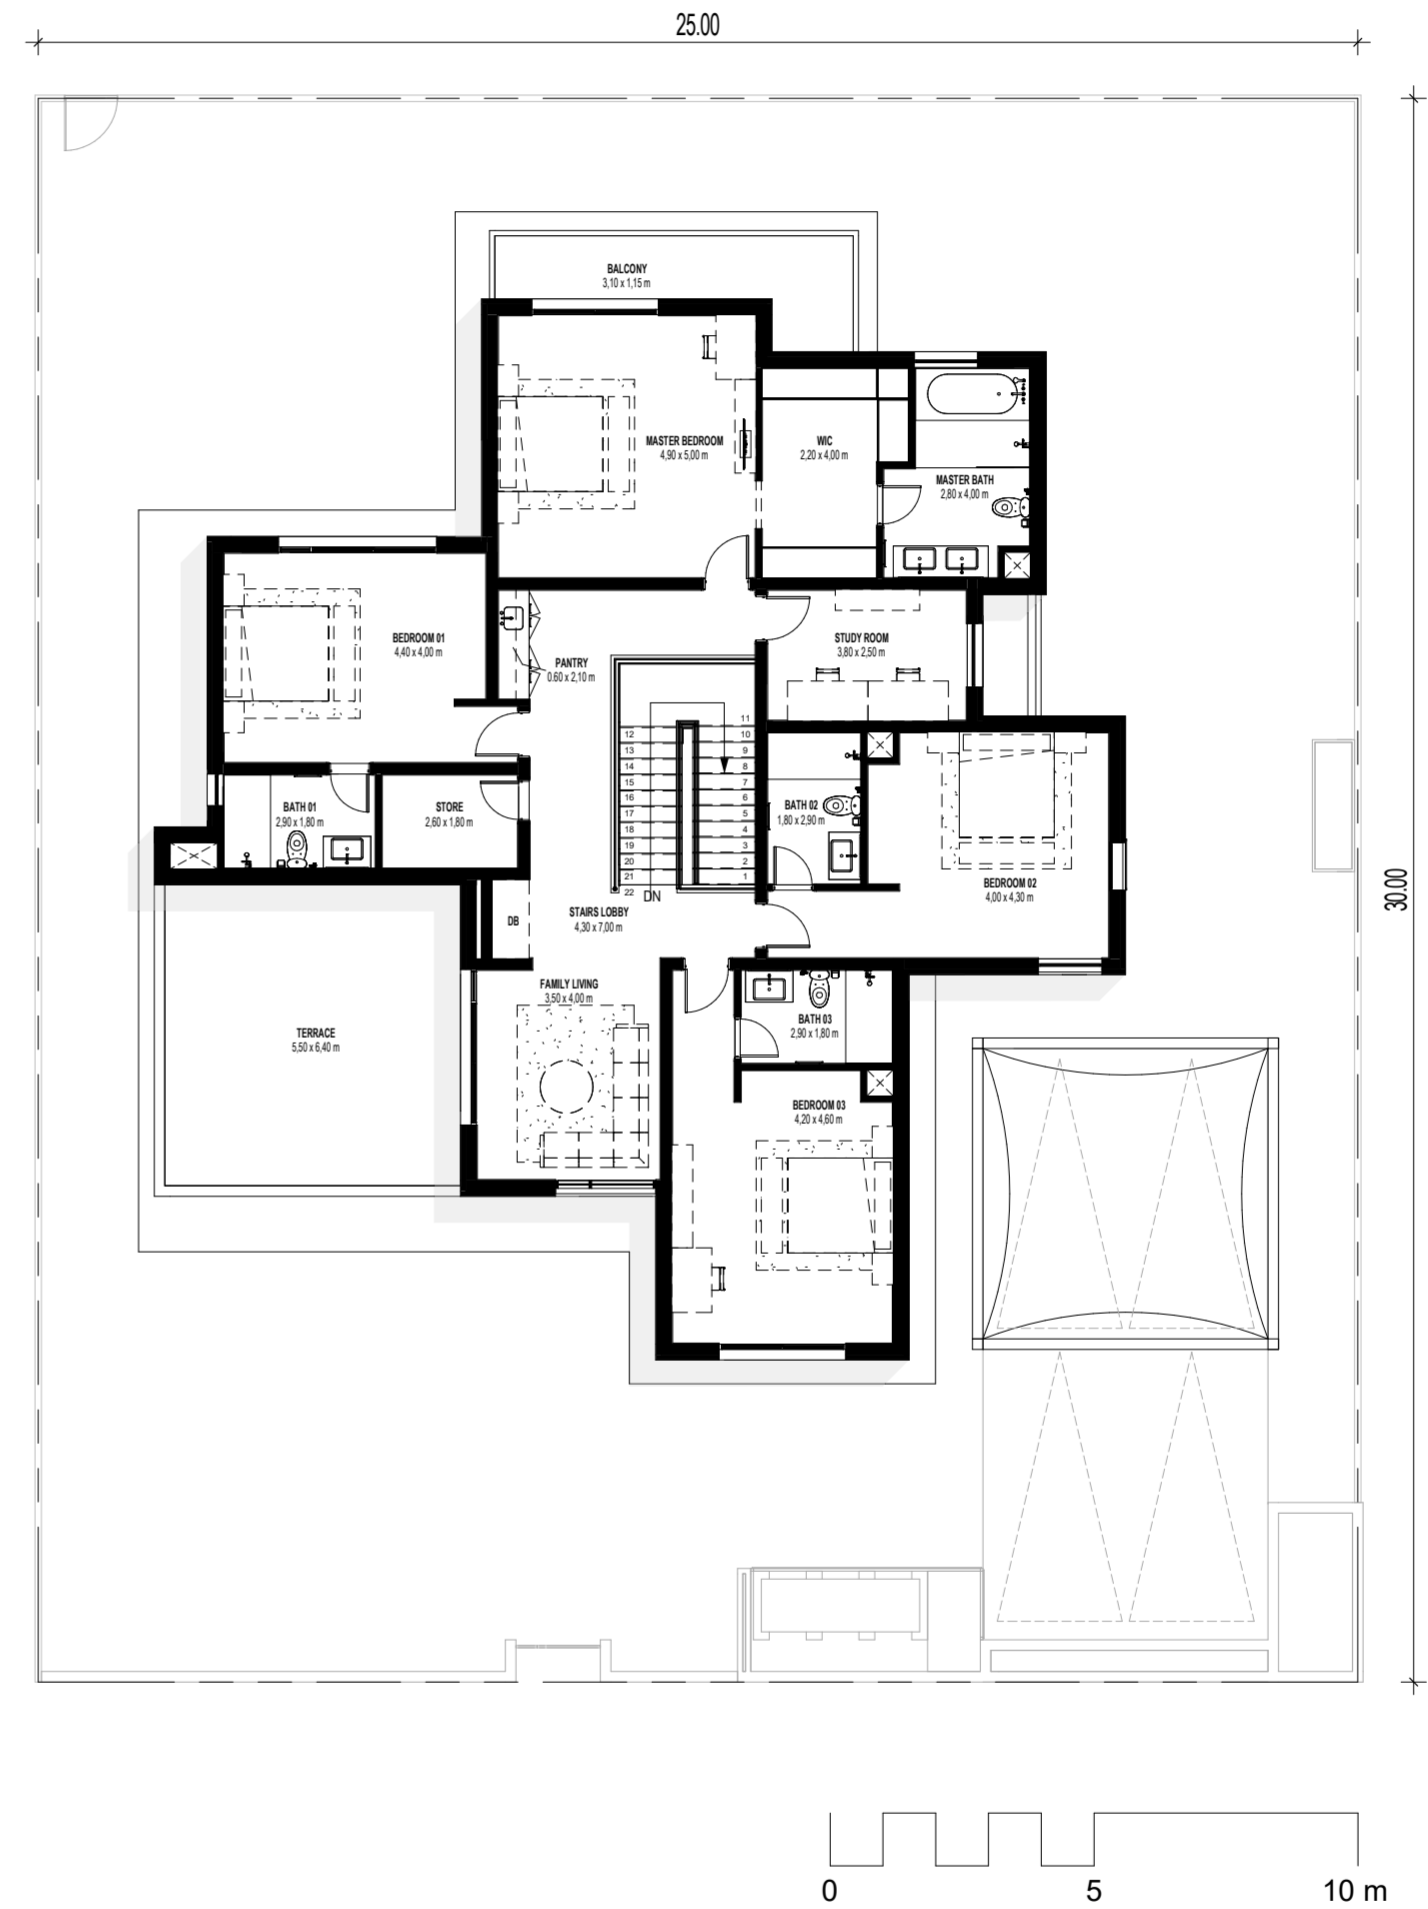 25.00
BALCONY
3,10 x 1,15 m
MASTER BEDROOM
4,90 x 5,00 m
WIC
2,20 x 4,00 m
MASTER BATH
2,80 x 4,00 m
BEDROOM 01
4,40 x 4,00 m
PANTRY
0.60 x 2,10 m
STUDY ROOM
3,80 x 2,50 m
11
12 10
13 9
14 8
15 7
16 6
17 5
18 4
19 3
20 2
21 1
22
DN
BATH 01
2,90 x 1,80 m
STORE
2,60 x 1,80 m
BATH 02
1,80 x 2,90 m
BEDROOM 02
4,00 x 4,30 m
30.00
DB
STAIRS LOBBY
4,30 x 7,00 m
FAMILY LIVING
3,50 x 4,00 m
TERRACE
5,50 x 6,40 m
BATH 03
2,90 x 1,80 m
BEDROOM 03
4,20 x 4,60 m
0 5 10 m